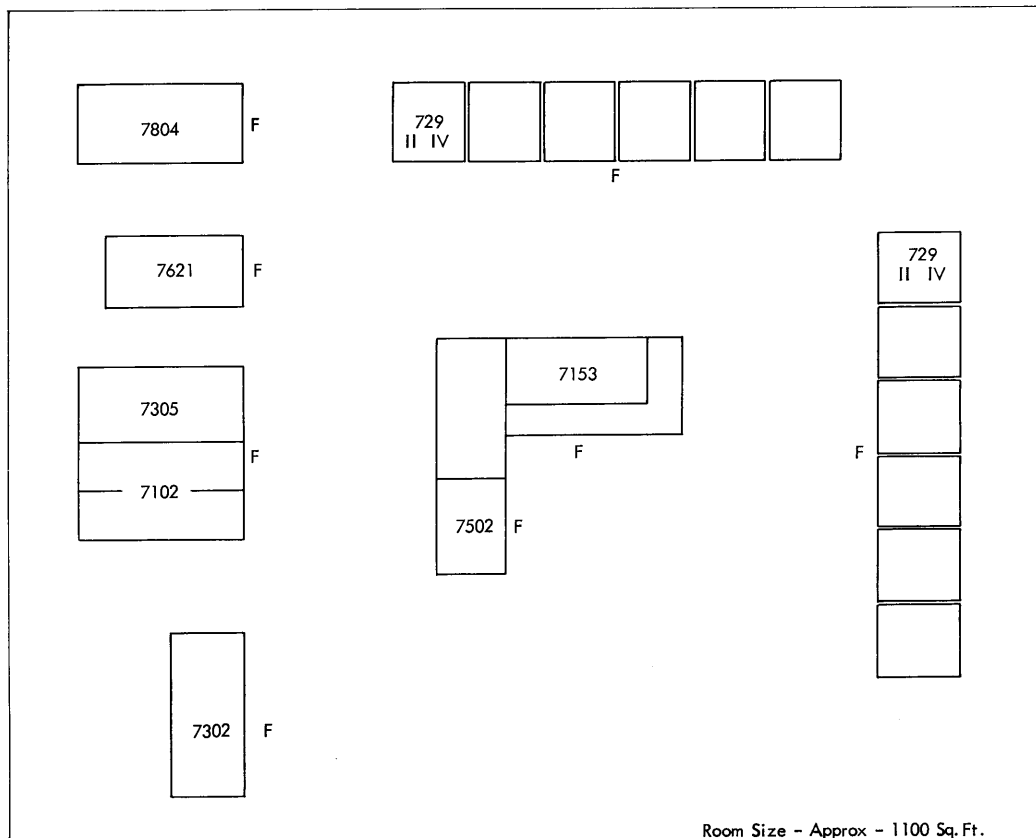 7804
F
729
II IV
F
7621
F
729
II IV
7153
F
7305
F
7102
F
7502
F
7302
F
Room Size - Approx - 1100 Sq. Ft.